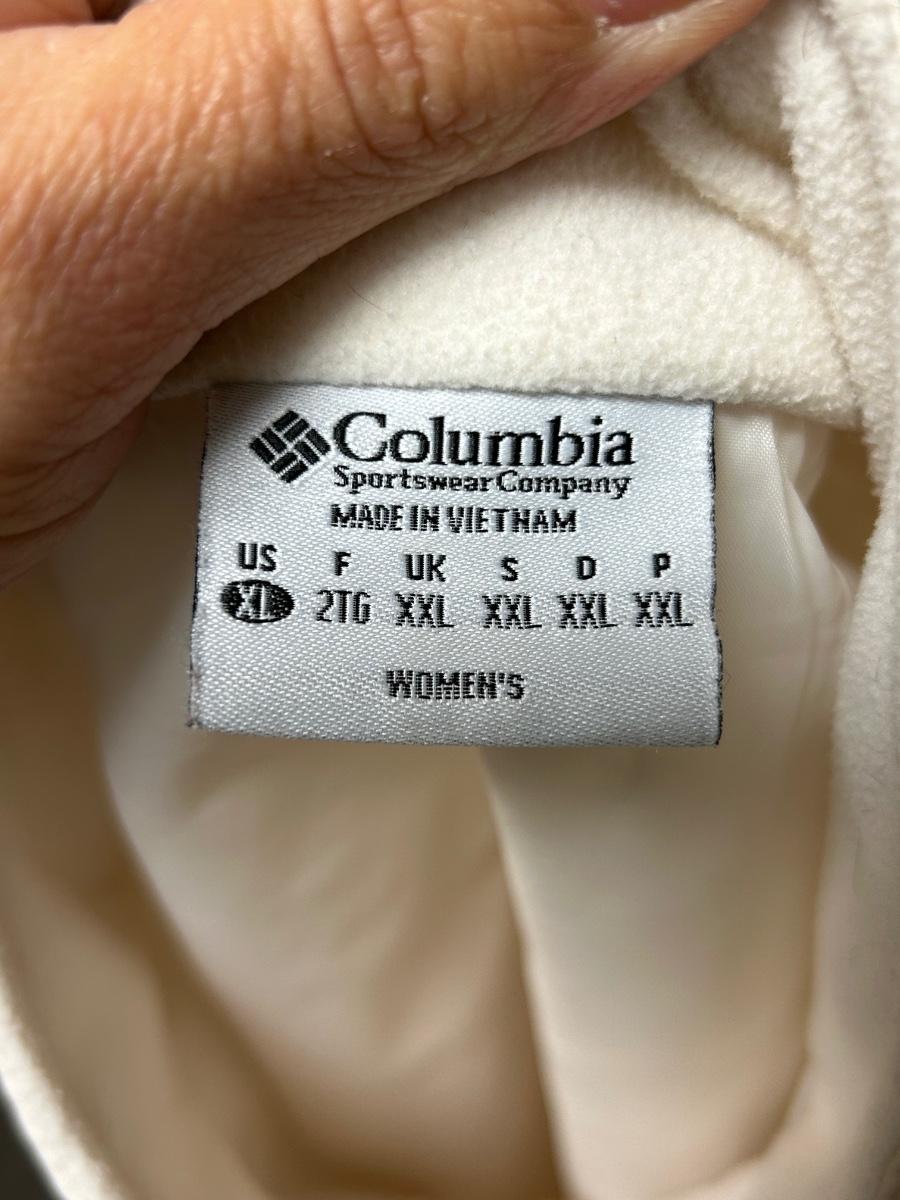 Columbia
Sportswear Company
MADE IN VIETNAM
US F UK S D P
XL 2TG XXL XXL XXL XXL
WOMEN'S